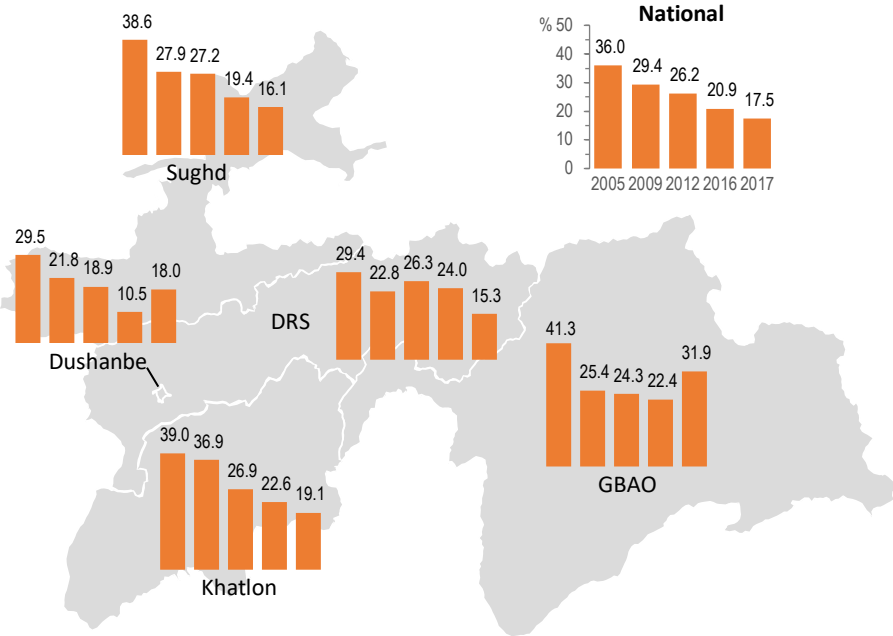 National
% 50
40
30
20
10
0
36.0 29.4 26.2 20.9 17.5
2005 2009 2012 2016 2017
38.6 27.9 27.2 19.4 16.1
Sughd
29.5 21.8 18.9 10.5 18.0
Dushanbe
DRS
29.4 22.8 26.3 24.0 15.3
41.3 25.4 24.3 22.4 31.9
GBAO
39.0 36.9 26.9 22.6 19.1
Khatlon